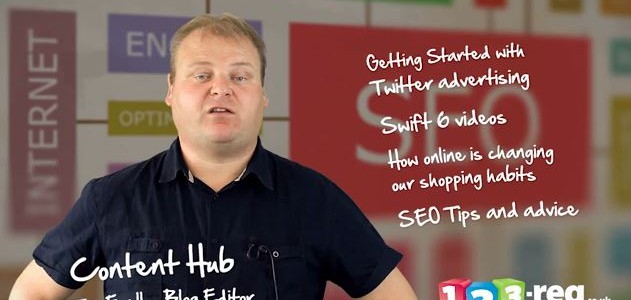 INTERNET
EN
OPTIM
SEO
Getting Started with
Twitter advertising
Swift 6 videos
How online is changing
our shopping habits
SEO Tips and advice
Content Hub
Blog Editor
123-reg